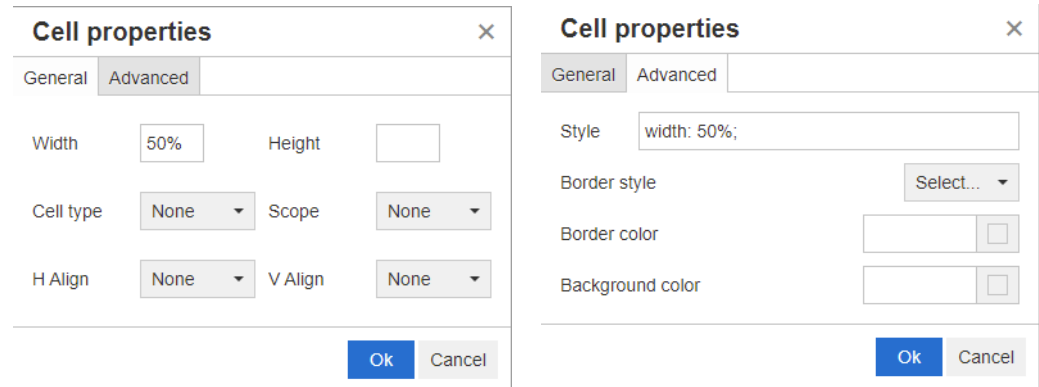 Cell properties ×
General Advanced
Width 50% Height
Cell type None Scope None
H Align None V Align None
Ok Cancel
Cell properties ×
General Advanced
Style width: 50%;
Border style Select...
Border color
Background color
Ok Cancel